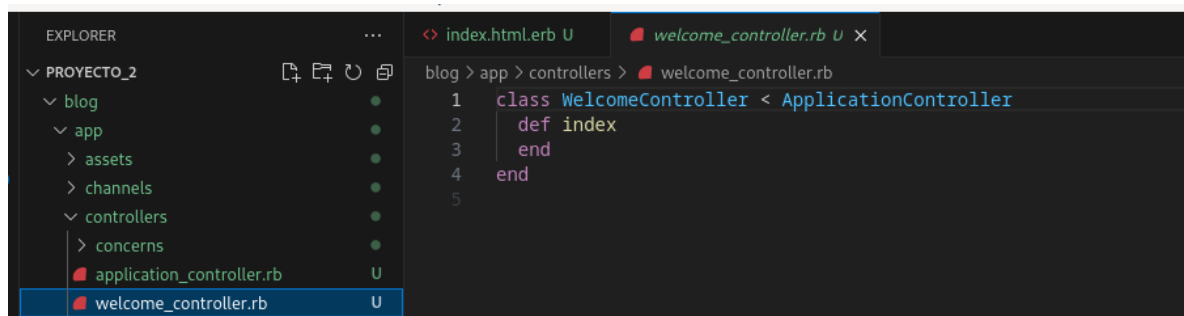 EXPLORER ...
PROYECTO_2
blog
app
assets
channels
controllers
concerns
application_controller.rb U
welcome_controller.rb U
<> index.html.erb U
welcome_controller.rb U
blog > app > controllers > welcome_controller.rb
1 class WelcomeController < ApplicationController
2 def index
3 end
4 end
5